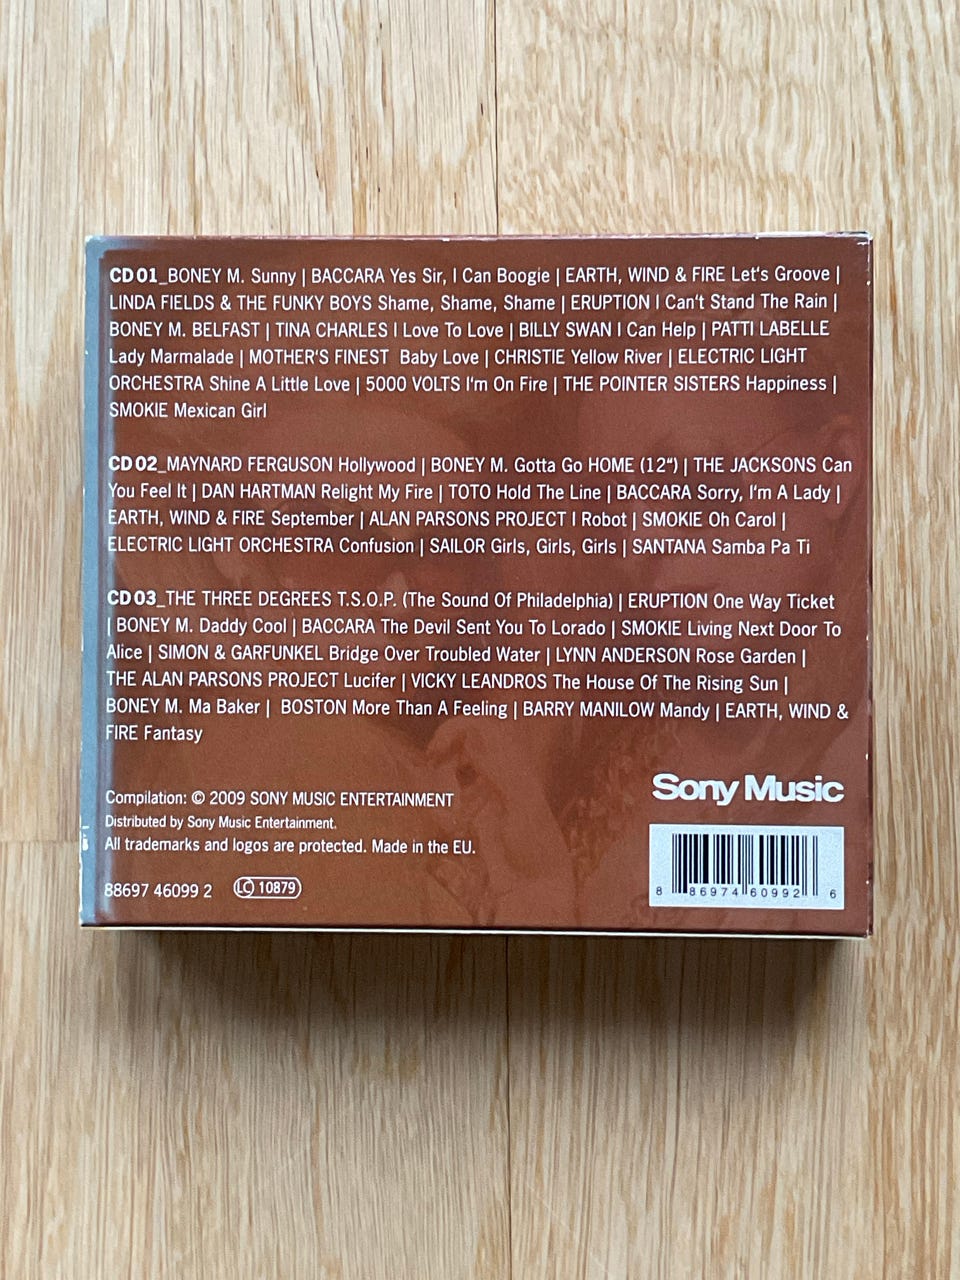 CD 01_BONEY M. Sunny | BACCARA Yes Sir, I Can Boogie | EARTH, WIND & FIRE Let's Groove |
LINDA FIELDS & THE FUNKY BOYS Shame, Shame, Shame | ERUPTION I Can't Stand The Rain |
BONEY M. BELFAST | TINA CHARLES I Love To Love | BILLY SWAN I Can Help | PATTI LABELLE
Lady Marmalade | MOTHER'S FINEST Baby Love | CHRISTIE Yellow River | ELECTRIC LIGHT
ORCHESTRA Shine A Little Love | 5000 VOLTS I'm On Fire | THE POINTER SISTERS Happiness |
SMOKIE Mexican Girl
CD 02_MAYNARD FERGUSON Hollywood | BONEY M. Gotta Go HOME (12“) | THE JACKSONS Can
You Feel It | DAN HARTMAN Relight My Fire | TOTO Hold The Line | BACCARA Sorry, I'm A Lady |
EARTH, WIND & FIRE September | ALAN PARSONS PROJECT I Robot | SMOKIE Oh Carol |
ELECTRIC LIGHT ORCHESTRA Confusion | SAILOR Girls, Girls, Girls | SANTANA Samba Pa Ti
CD 03_THE THREE DEGREES T.S.O.P. (The Sound Of Philadelphia) | ERUPTION One Way Ticket
| BONEY M. Daddy Cool | BACCARA The Devil Sent You To Lorado | SMOKIE Living Next Door To
Alice | SIMON & GARFUNKEL Bridge Over Troubled Water | LYNN ANDERSON Rose Garden |
THE ALAN PARSONS PROJECT Lucifer | VICKY LEANDROS The House Of The Rising Sun |
BONEY M. Ma Baker | BOSTON More Than A Feeling | BARRY MANILOW Mandy | EARTH, WIND &
FIRE Fantasy
Sony Music
Compilation: © 2009 SONY MUSIC ENTERTAINMENT
Distributed by Sony Music Entertainment.
All trademarks and logos are protected. Made in the EU.
88697 46099 2 LC 10879
8 86974 60992 6